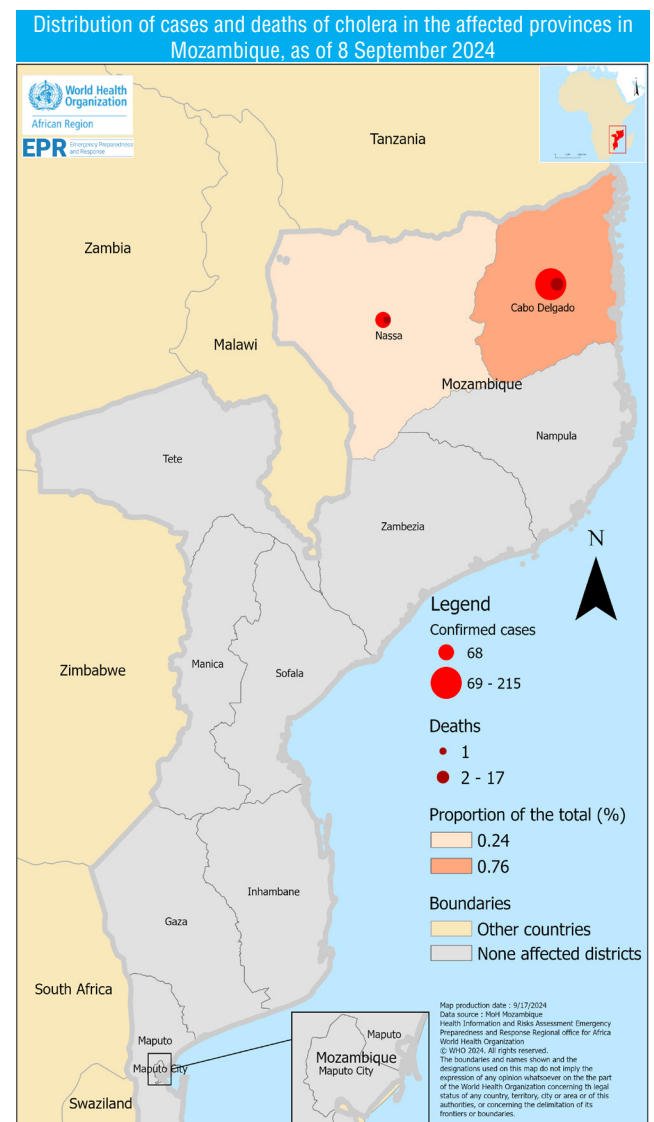 Distribution of cases and deaths of cholera in the affected provinces in
Mozambique, as of 8 September 2024
World Health
Organization
African Region
EPR Emergency Preparedness
and Response
Tanzania
Zambia
Malawi
Cabo Delgado
Nassa
Mozambique
Nampula
Tete
Zambezia
N
Legend
Confirmed cases
68
69 - 215
Deaths
1
2 - 17
Proportion of the total (%)
0.24
0.76
Boundaries
Other countries
None affected districts
Zimbabwe
Manica
Sofala
Inhambane
Gaza
South Africa
Maputo
Maputo City
Swaziland
Maputo
Mozambique
Maputo City
Map production date : 9/17/2024
Data source : MoH Mozambique
Health Information and Risks Assessment Emergency
Preparedness and Response Regional office for Africa
World Health Organization
© WHO 2024. All rights reserved.
The boundaries and names shown and the
designations used on this map do not imply the
expression of any opinion whatsoever on the the part
of the World Health Organization concerning th legal
status of any country, territory, city or area or of this
authorities, or concerning the delimitation of its
frontiers or boundaries.